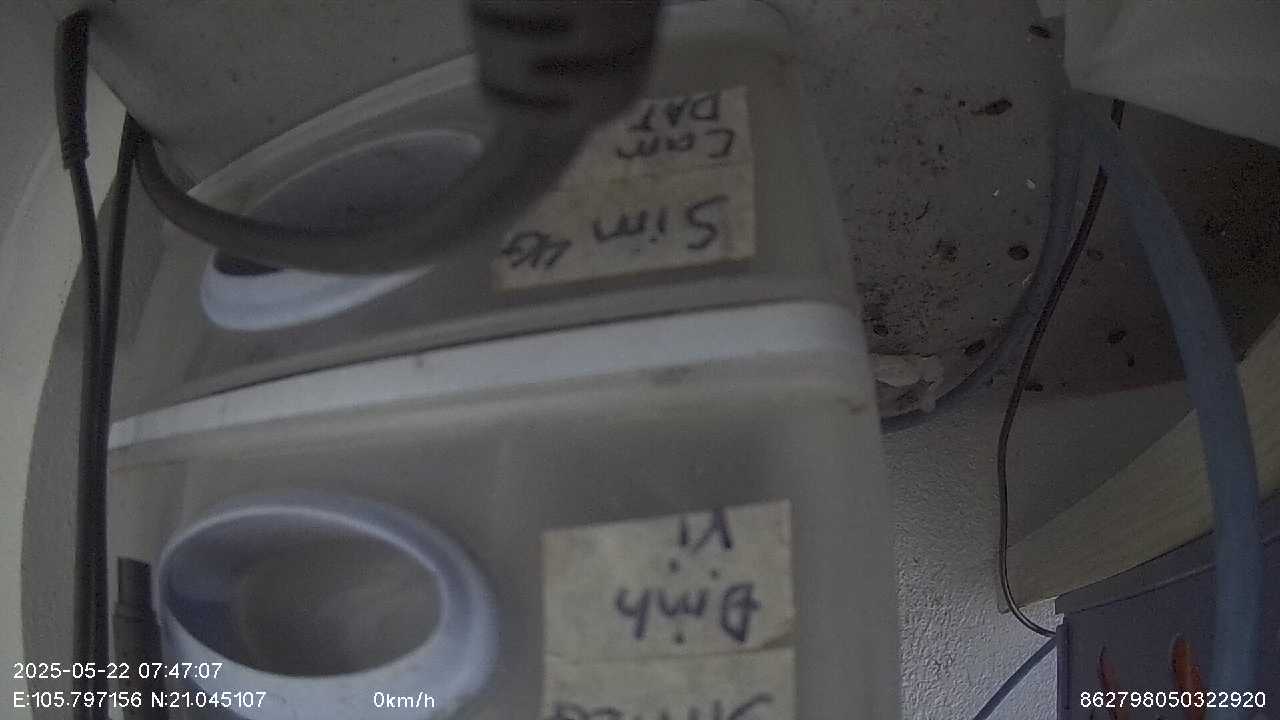 Sim 4G
Cam
DAT
Định
Vị
2025-05-22 07:47:07
E:105.797156 N:21.045107 0km/h 862798050322920